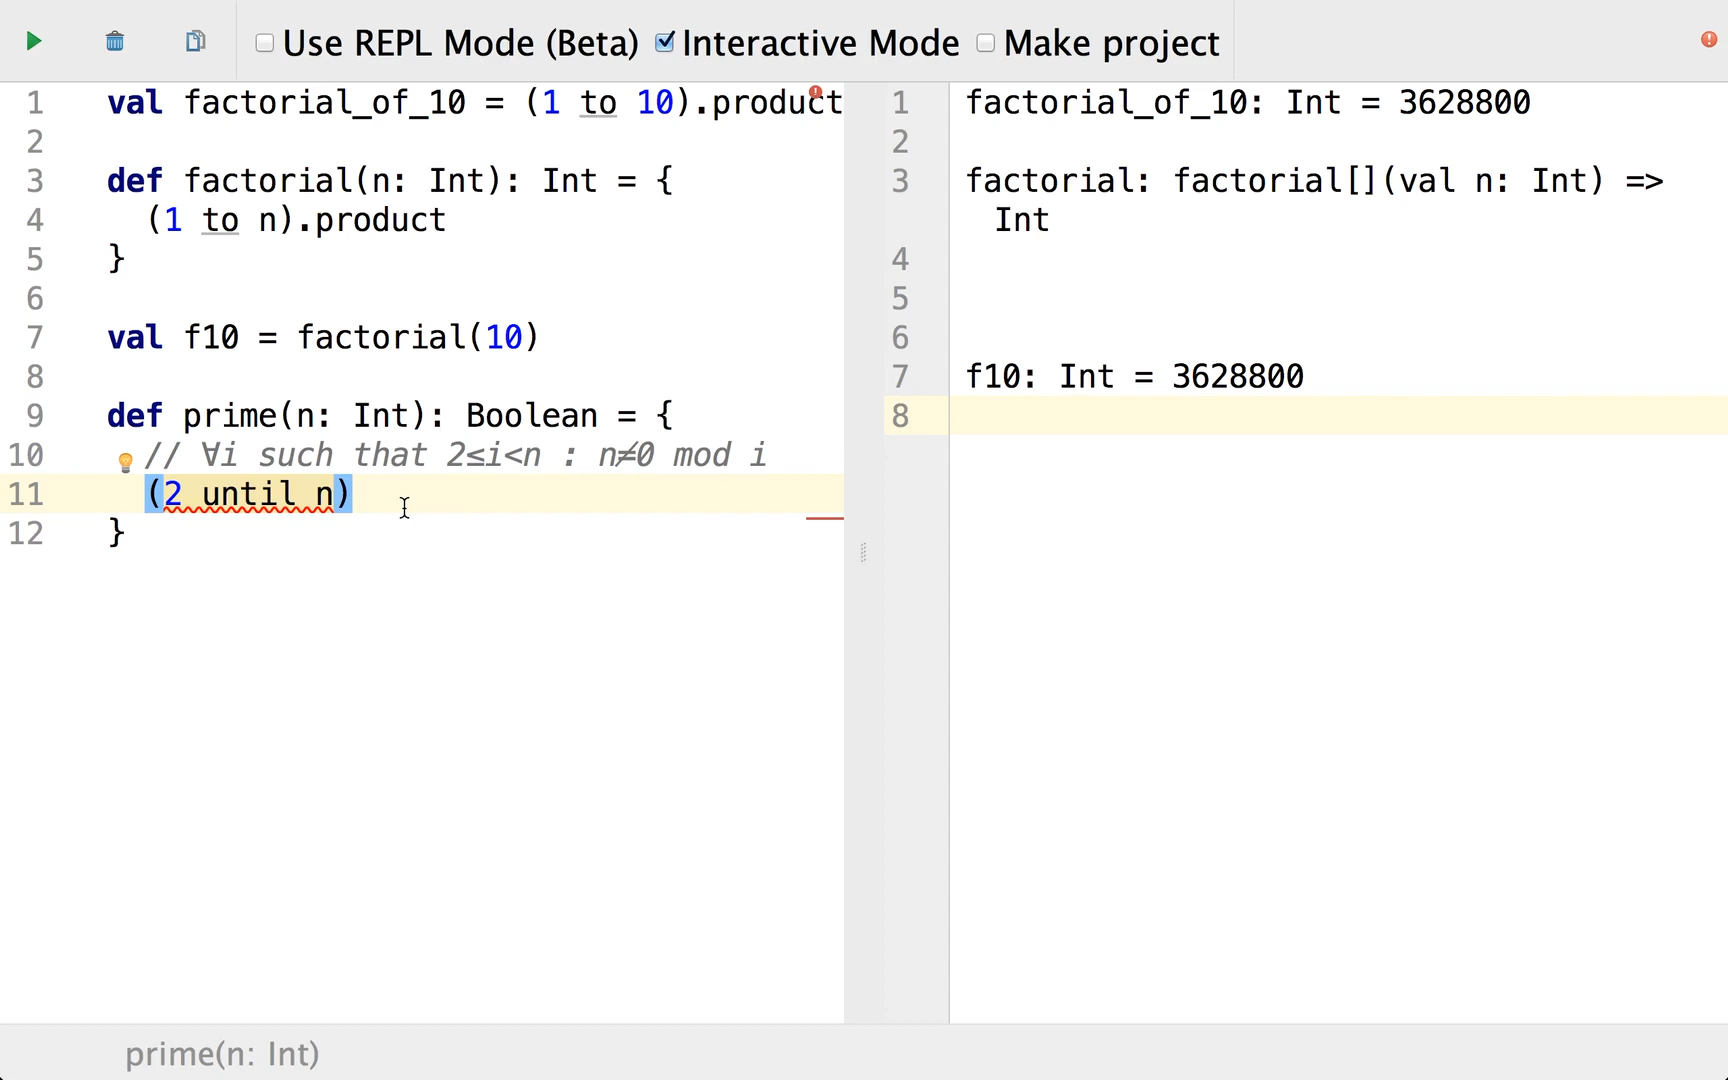 Use REPL Mode (Beta) Interactive Mode Make project
1 val factorial_of_10 = (1 to 10).product
2
3 def factorial(n: Int): Int = {
4 (1 to n).product
5 }
6
7 val f10 = factorial(10)
8
9 def prime(n: Int): Boolean = {
10 // ∀i such that 2≤i<n : n≠0 mod i
11 (2 until n)
12 }
1 factorial_of_10: Int = 3628800
2
3 factorial: factorial[](val n: Int) =>
Int
4
5
6
7 f10: Int = 3628800
8
prime(n: Int)